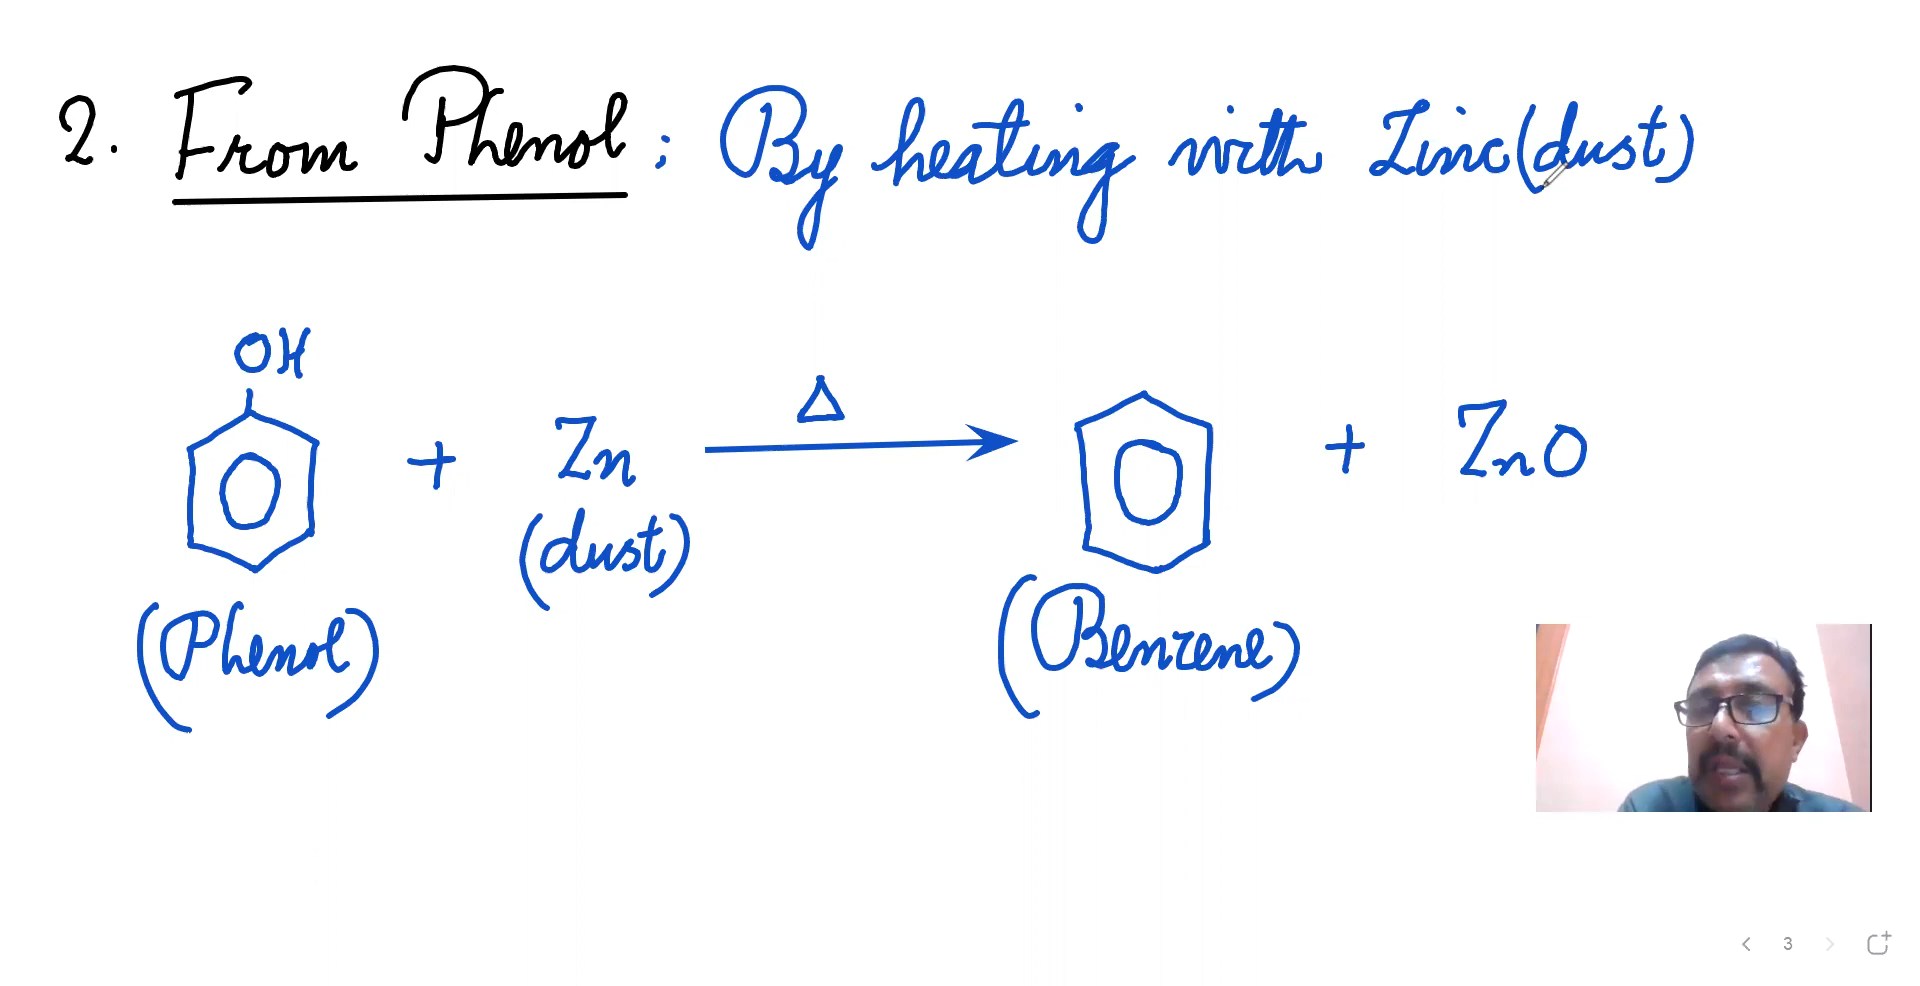 2. From Phenol : By heating with Zinc (dust)
OH
+ Zn Δ + ZnO
(dust)
(Phenol) (Benzene)
3